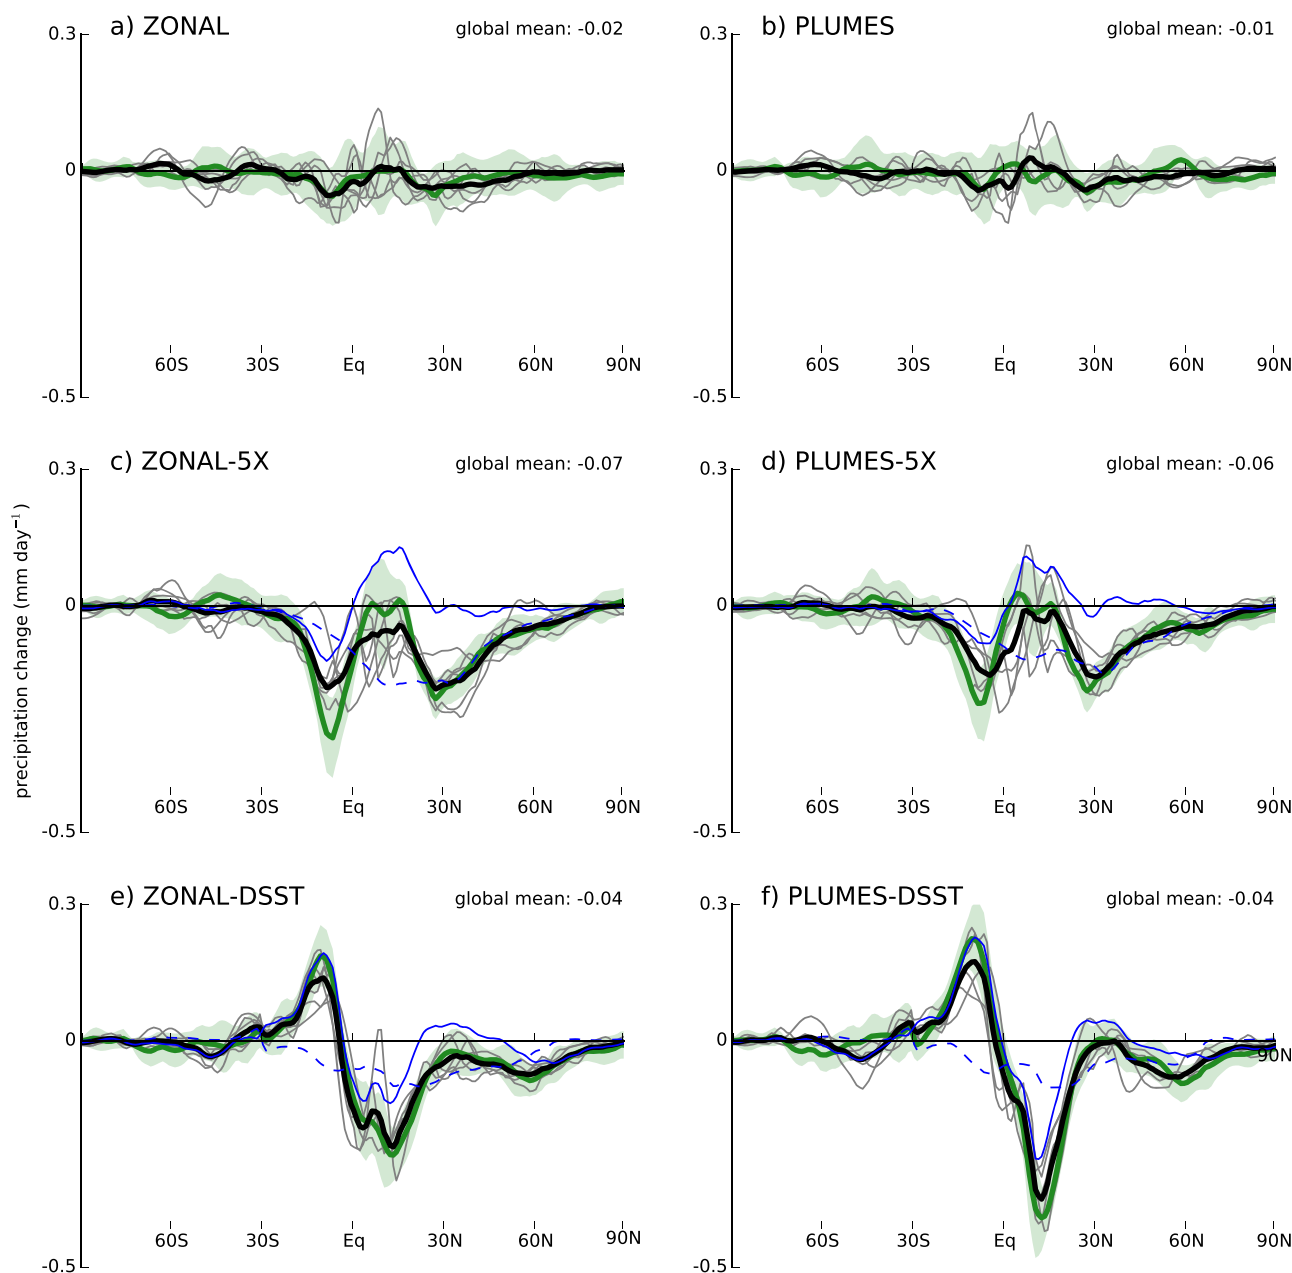 a) ZONAL
global mean: -0.02
0.3
0
-0.5
60S 30S Eq 30N 60N 90N
b) PLUMES
global mean: -0.01
0.3
0
-0.5
60S 30S Eq 30N 60N 90N
precipitation change (mm day⁻¹)
c) ZONAL-5X
global mean: -0.07
0.3
0
-0.5
60S 30S Eq 30N 60N 90N
d) PLUMES-5X
global mean: -0.06
0.3
0
-0.5
60S 30S Eq 30N 60N 90N
e) ZONAL-DSST
global mean: -0.04
0.3
0
-0.5
60S 30S Eq 30N 60N 90N
f) PLUMES-DSST
global mean: -0.04
0.3
0
90N
-0.5
60S 30S Eq 30N 60N 90N